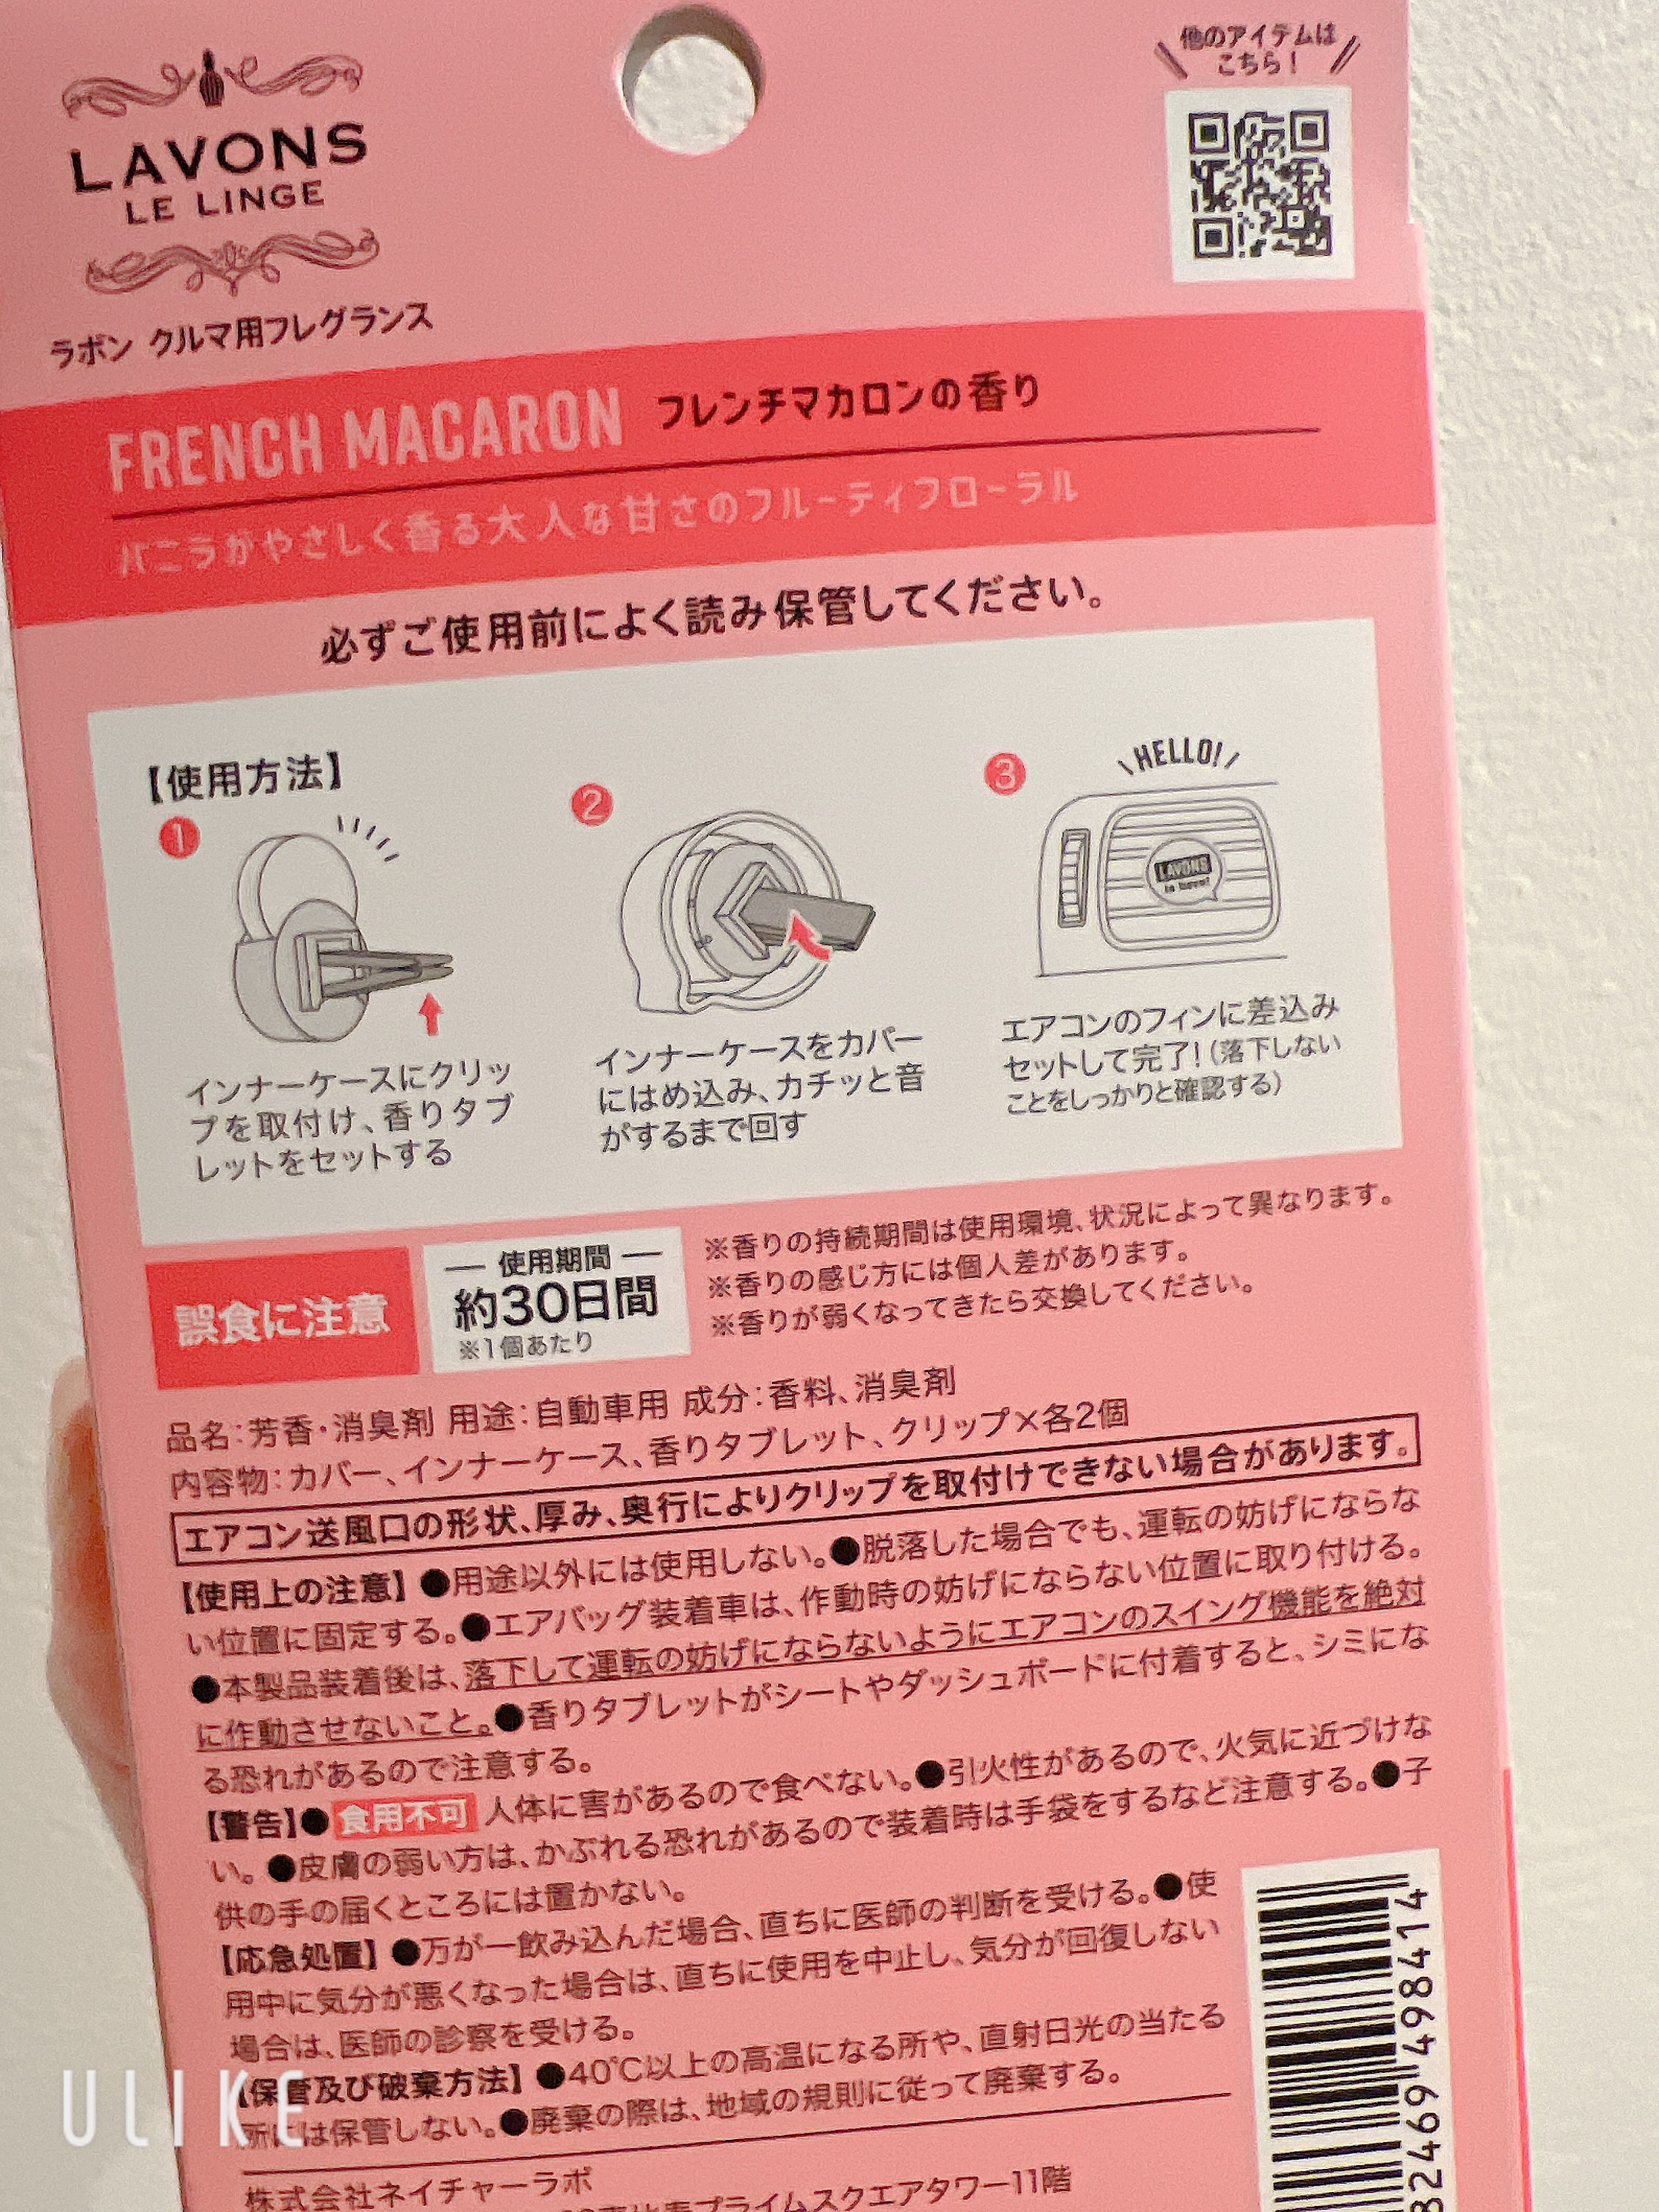 LAVONS
LE LINGE
ラボン クルマ用フレグランス
他のアイテムは
こちら!
FRENCH MACARON フレンチマカロンの香り
バニラがやさしく香る大人な甘さのフルーティフローラル
必ずご使用前によく読み保管してください。
【使用方法】
1
インナーケースにクリッ
プを取付け、香りタブ
レットをセットする
2
インナーケースをカバー
にはめ込み、カチッと音
がするまで回す
3
HELLO!
LAVONS
エアコンのフィンに差込み
セットして完了!(落下しない
ことをしっかりと確認する)
誤食に注意
使用期間
約30日間
※1個あたり
※香りの持続期間は使用環境、状況によって異なります。
※香りの感じ方には個人差があります。
※香りが弱くなってきたら交換してください。
品名:芳香・消臭剤 用途:自動車用 成分:香料、消臭剤
内容物:カバー、インナーケース、香りタブレット、クリップ×各2個
エアコン送風口の形状、厚み、奥行によりクリップを取付けできない場合があります。
【使用上の注意】●用途以外には使用しない。●脱落した場合でも、運転の妨げにならな
い位置に固定する。●エアバッグ装着車は、作動時の妨げにならない位置に取り付ける。
●本製品装着後は、落下して運転の妨げにならないようにエアコンのスイング機能を絶対
に作動させないこと。●香りタブレットがシートやダッシュボードに付着すると、シミにな
る恐れがあるので注意する。
【警告】●食用不可 人体に害があるので食べない。●引火性があるので、火気に近づけな
い。●皮膚の弱い方は、かぶれる恐れがあるので装着時は手袋をするなど注意する。●子
供の手の届くところには置かない。
【応急処置】●万が一飲み込んだ場合、直ちに医師の判断を受ける。●使
用中に気分が悪くなった場合は、直ちに使用を中止し、気分が回復しない
場合は、医師の診察を受ける。
【保管及び破棄方法】●40℃以上の高温になる所や、直射日光の当たる
所には保管しない。●廃棄の際は、地域の規則に従って廃棄する。
株式会社ネイチャーラボ
プライムスクエアタワー11階
82469 498414
ULIKE